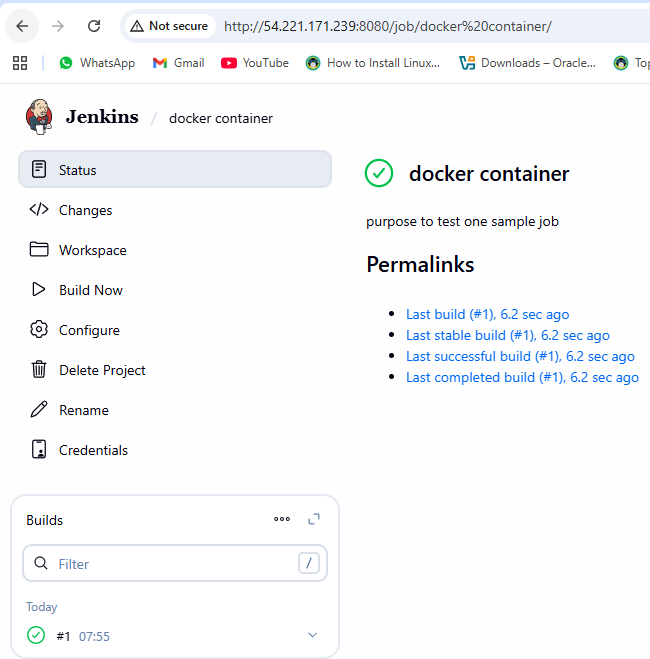 Not secure http://54.221.171.239:8080/job/docker%20container/
WhatsApp Gmail YouTube How to Install Linux... Downloads – Oracle... Top
Jenkins / docker container
Status
Changes
Workspace
Build Now
Configure
Delete Project
Rename
Credentials
docker container
purpose to test one sample job
Permalinks
Last build (#1), 6.2 sec ago
Last stable build (#1), 6.2 sec ago
Last successful build (#1), 6.2 sec ago
Last completed build (#1), 6.2 sec ago
Builds
Filter /
Today
#1 07:55